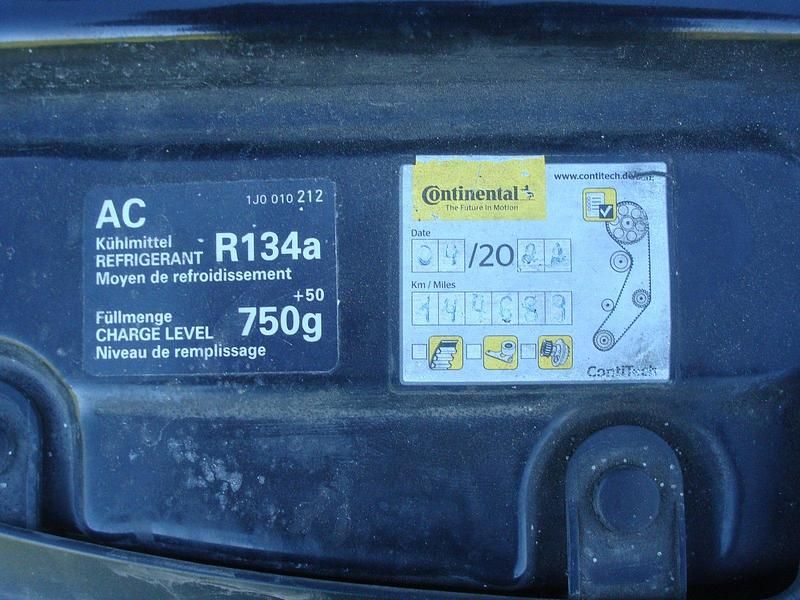 1J0 010 212
AC
Kühlmittel
REFRIGERANT R134a
Moyen de refroidissement
+50
Füllmenge
CHARGE LEVEL 750g
Niveau de remplissage
Continental
The Future in Motion
www.contitech.de
Date
04/20
Km / Miles
ContiTech